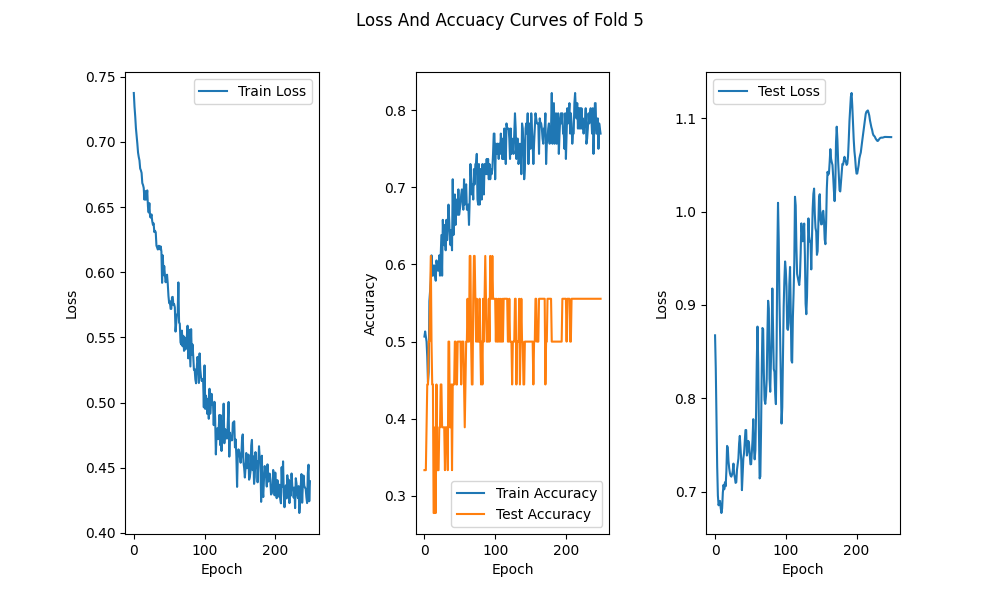 Loss And Accuacy Curves of Fold 5
0.75
0.70
0.65
0.60
0.55
0.50
0.45
0.40
Loss
Train Loss
0 100 200
Epoch
0.8
0.7
0.6
0.5
0.4
0.3
Accuracy
Train Accuracy
Test Accuracy
0 100 200
Epoch
1.1
1.0
0.9
0.8
0.7
Loss
Test Loss
0 100 200
Epoch